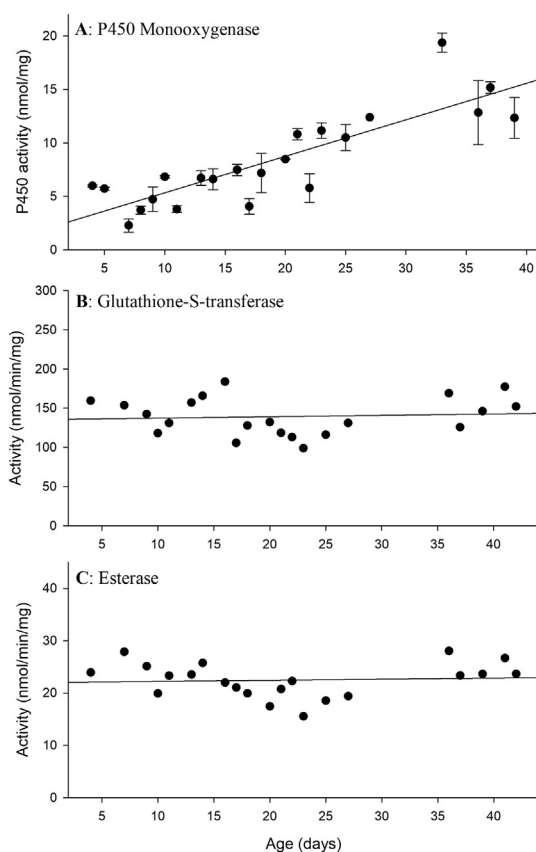 A: P450 Monooxygenase
P450 activity (nmol/mg)
20
15
10
5
0
5 10 15 20 25 30 35 40
B: Glutathione-S-transferase
Activity (nmol/min/mg)
300
250
200
150
100
50
0
5 10 15 20 25 30 35 40
C: Esterase
Activity (nmol/min/mg)
40
30
20
10
0
5 10 15 20 25 30 35 40
Age (days)